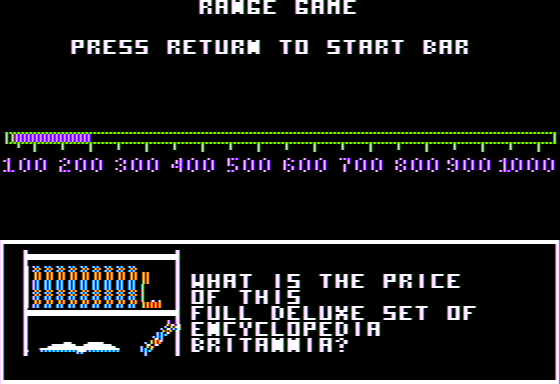 RANGE GAME
PRESS RETURN TO START BAR
100 200 300 400 500 600 700 800 900 1000
WHAT IS THE PRICE
OF THIS
FULL DELUXE SET OF
ENCYCLOPEDIA
BRITANNIA?